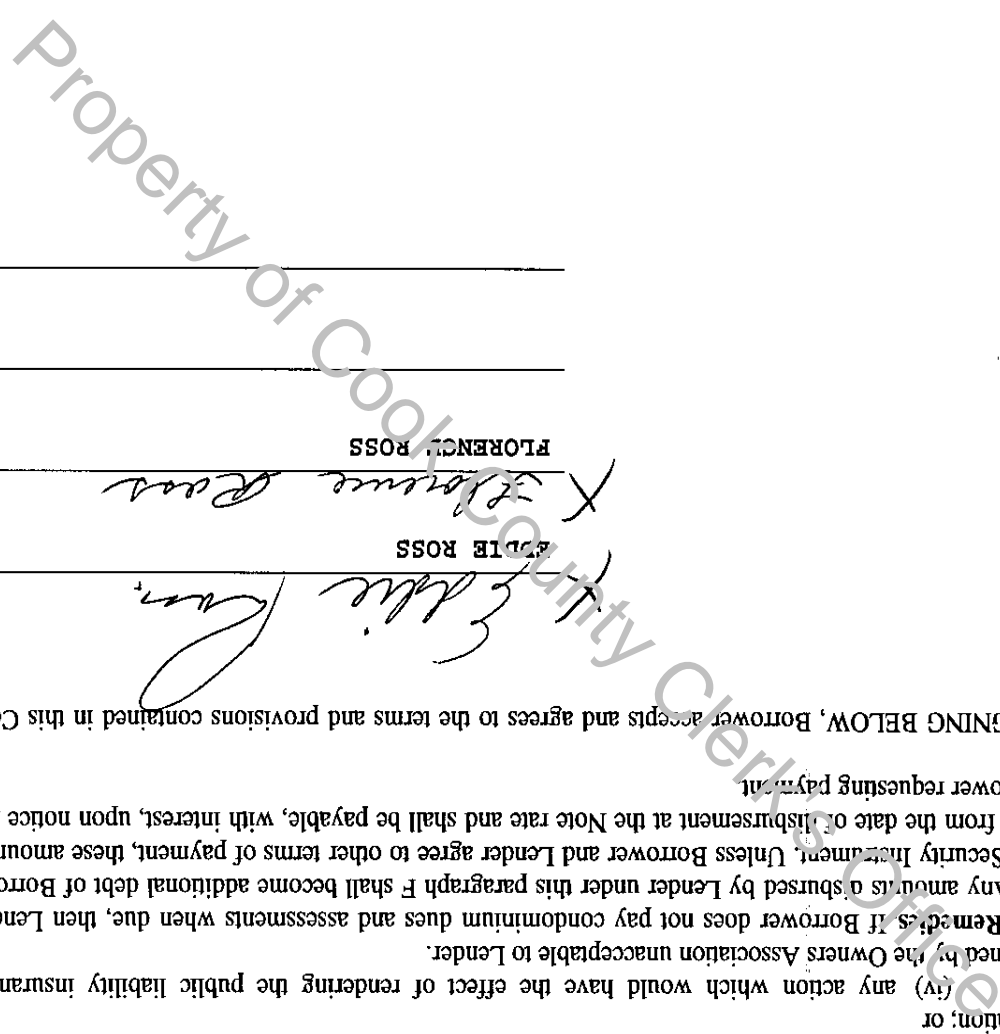 tion; or
(iv) any action which would have the effect of rendering the public liability insuran
ned by the Owners Association unacceptable to Lender.
Remedies. If Borrower does not pay condominium dues and assessments when due, then Len
Any amounts disbursed by Lender under this paragraph F shall become additional debt of Borro
Security Instrument. Unless Borrower and Lender agree to other terms of payment, these amoun
from the date of disbursement at the Note rate and shall be payable, with interest, upon notice
ower requesting payment.
GNING BELOW, Borrower accepts and agrees to the terms and provisions contained in this C
X Eddie Ross
EDDIE ROSS
X Florence Ross
FLORENCE ROSS
Property of Cook County Clerk's Office